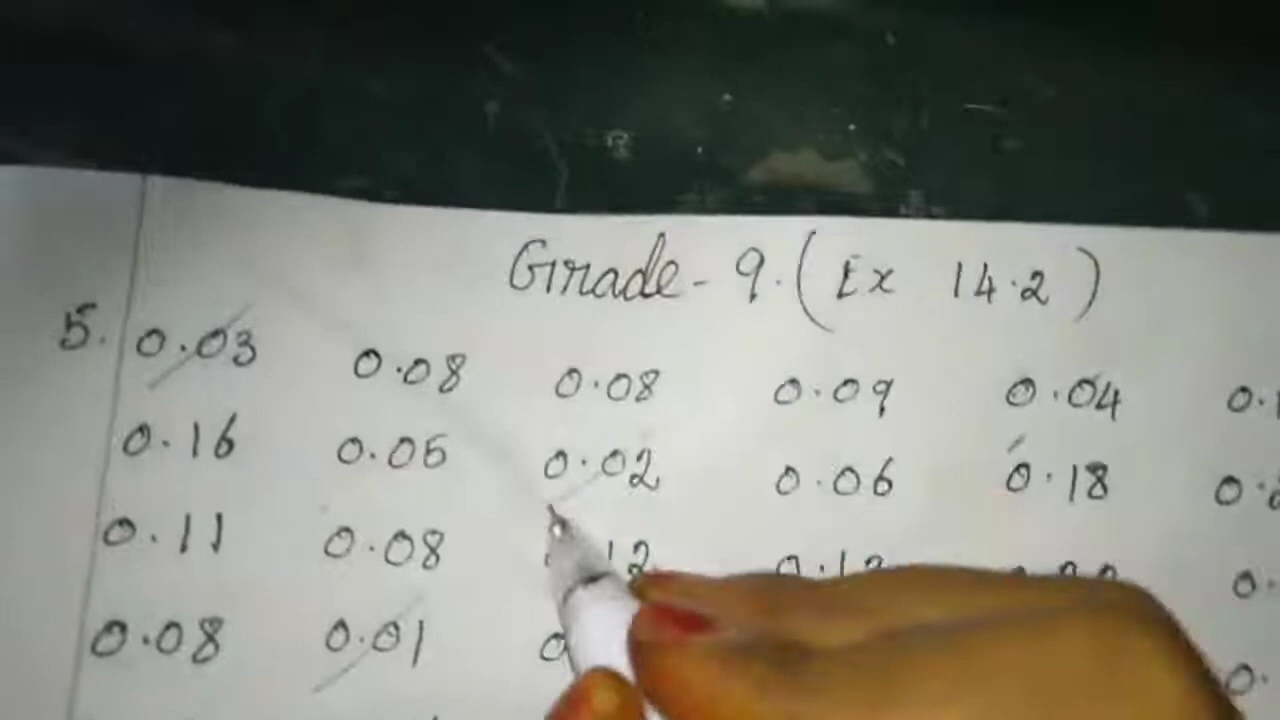 Grade - 9. (Ex 14.2)
5. 0.03 0.08 0.08 0.09 0.04
0.16 0.05 0.02 0.06 0.18
0.11 0.08
0.08 0.01